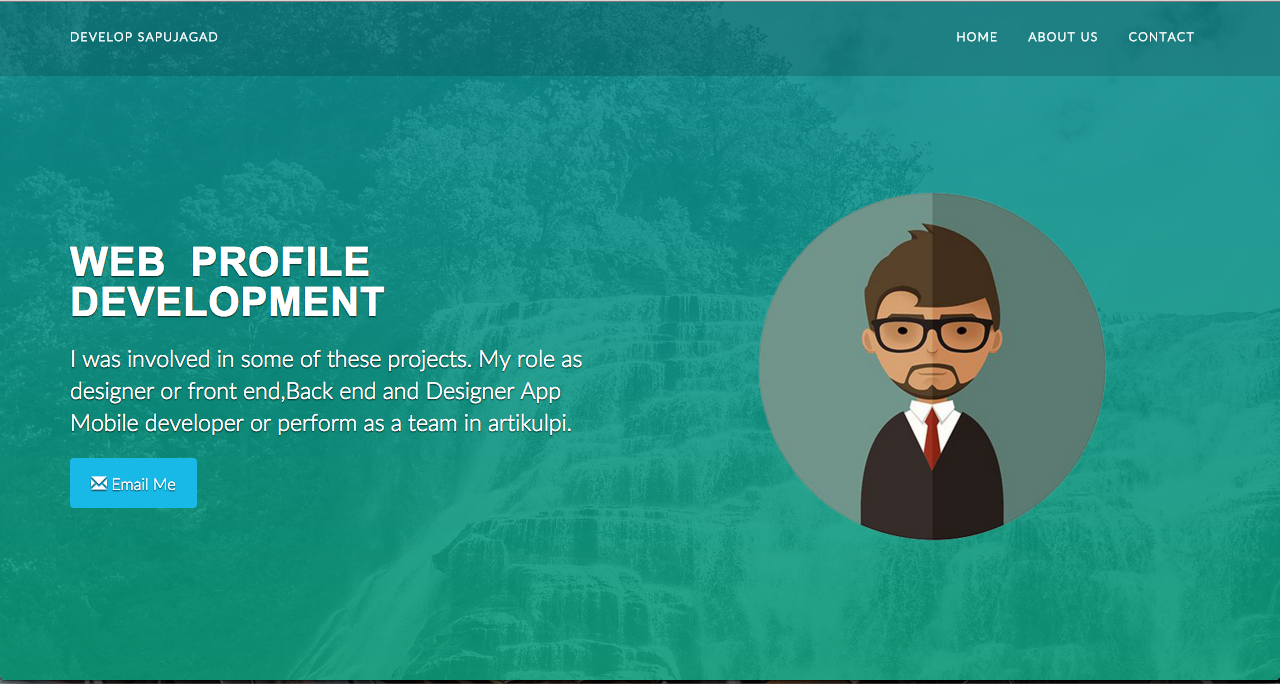 DEVELOP SAPUJAGAD
HOME ABOUT US CONTACT
WEB PROFILE
DEVELOPMENT
I was involved in some of these projects. My role as
designer or front end,Back end and Designer App
Mobile developer or perform as a team in artikulpi.
Email Me